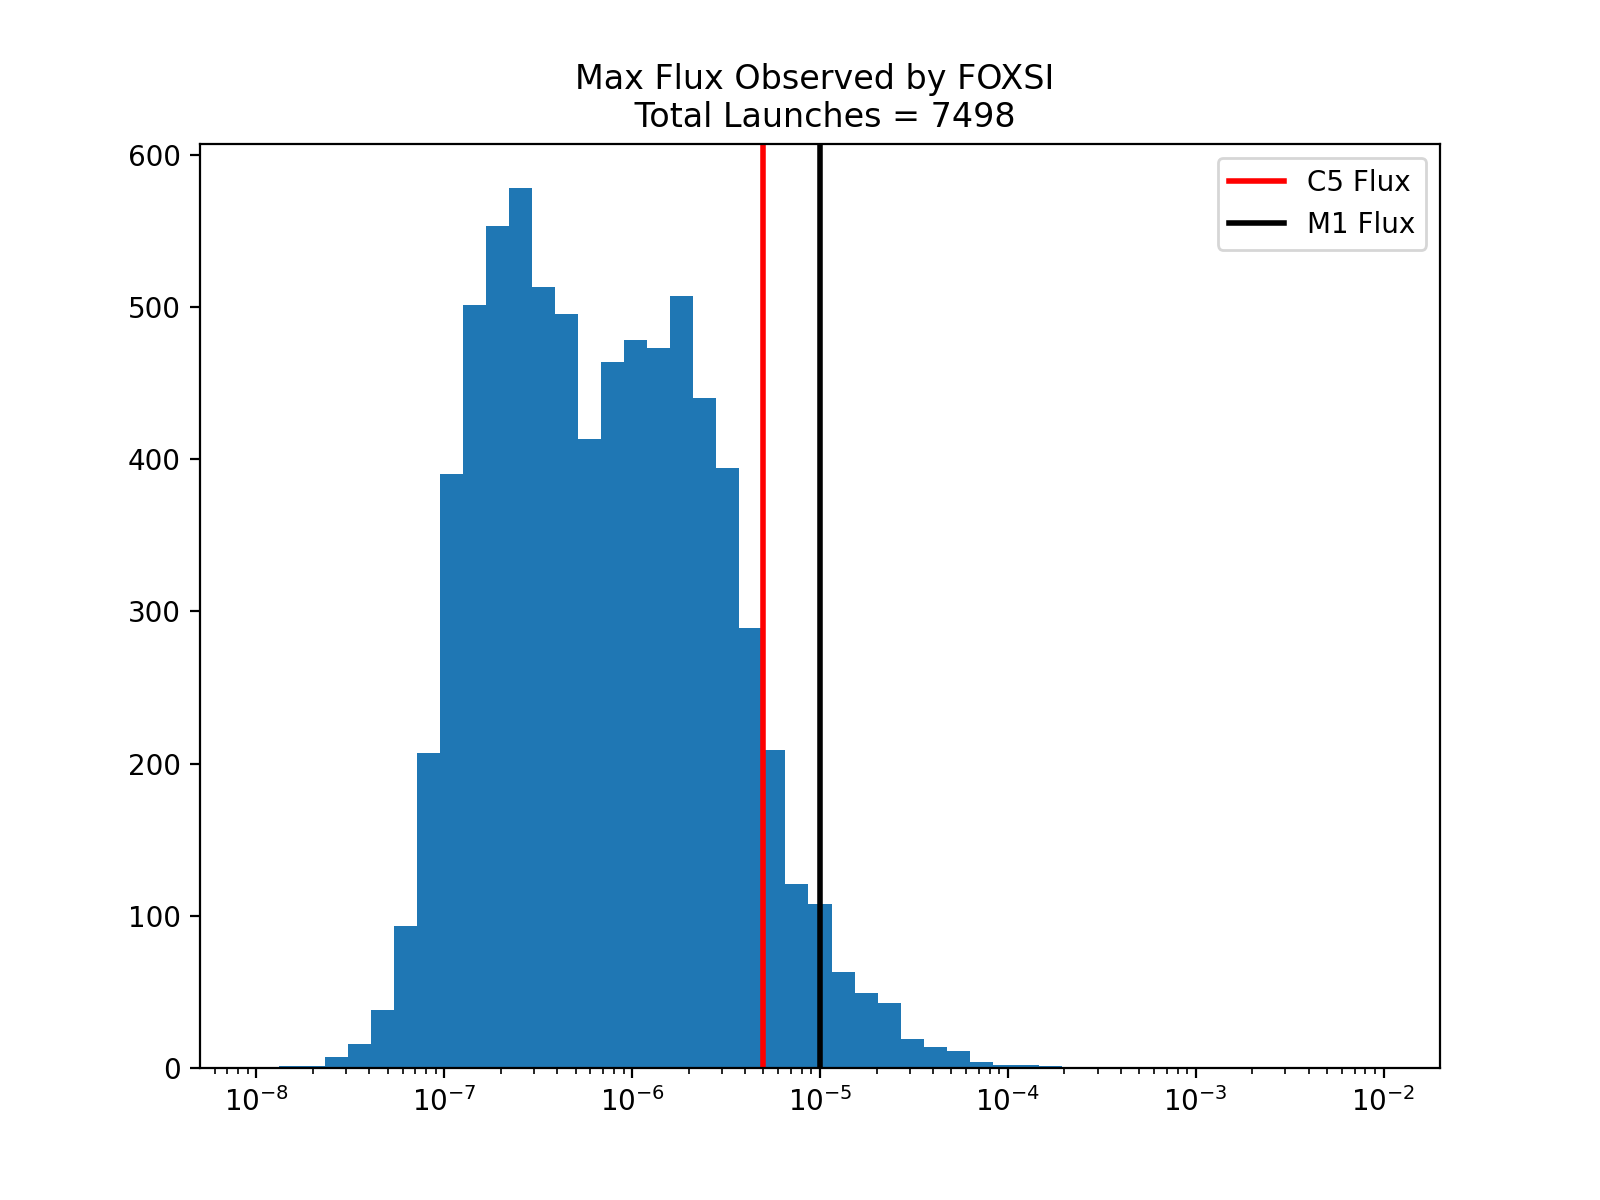 Max Flux Observed by FOXSI
Total Launches = 7498
C5 Flux
M1 Flux
600
500
400
300
200
100
0
10⁻⁸ 10⁻⁷ 10⁻⁶ 10⁻⁵ 10⁻⁴ 10⁻³ 10⁻²